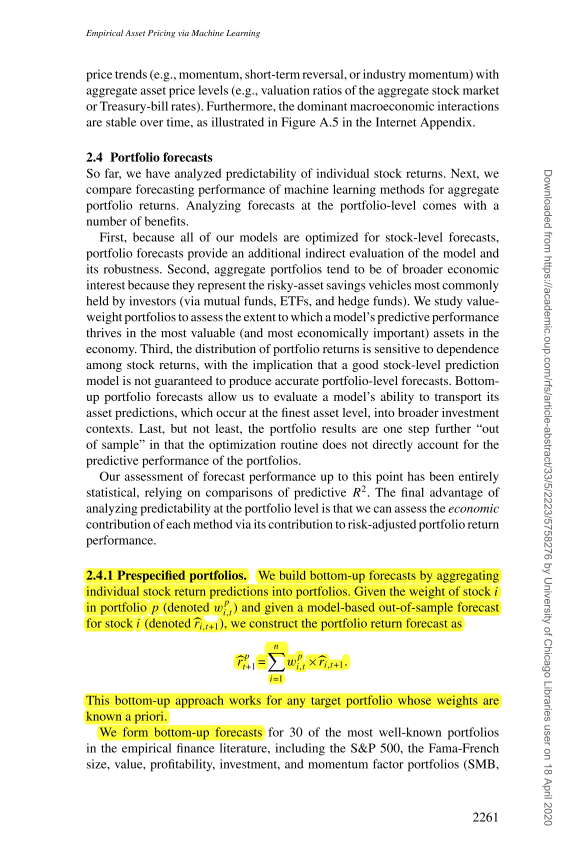 Empirical Asset Pricing via Machine Learning
price trends (e.g., momentum, short-term reversal, or industry momentum) with
aggregate asset price levels (e.g., valuation ratios of the aggregate stock market
or Treasury-bill rates). Furthermore, the dominant macroeconomic interactions
are stable over time, as illustrated in Figure A.5 in the Internet Appendix.
2.4 Portfolio forecasts
So far, we have analyzed predictability of individual stock returns. Next, we
compare forecasting performance of machine learning methods for aggregate
portfolio returns. Analyzing forecasts at the portfolio-level comes with a
number of benefits.
First, because all of our models are optimized for stock-level forecasts,
portfolio forecasts provide an additional indirect evaluation of the model and
its robustness. Second, aggregate portfolios tend to be of broader economic
interest because they represent the risky-asset savings vehicles most commonly
held by investors (via mutual funds, ETFs, and hedge funds). We study value-
weight portfolios to assess the extent to which a model's predictive performance
thrives in the most valuable (and most economically important) assets in the
economy. Third, the distribution of portfolio returns is sensitive to dependence
among stock returns, with the implication that a good stock-level prediction
model is not guaranteed to produce accurate portfolio-level forecasts. Bottom-
up portfolio forecasts allow us to evaluate a model's ability to transport its
asset predictions, which occur at the finest asset level, into broader investment
contexts. Last, but not least, the portfolio results are one step further “out
of sample” in that the optimization routine does not directly account for the
predictive performance of the portfolios.
Our assessment of forecast performance up to this point has been entirely
statistical, relying on comparisons of predictive R². The final advantage of
analyzing predictability at the portfolio level is that we can assess the economic
contribution of each method via its contribution to risk-adjusted portfolio return
performance.
2.4.1 Prespecified portfolios. We build bottom-up forecasts by aggregating
individual stock return predictions into portfolios. Given the weight of stock i
in portfolio p (denoted w^p_{i,t}) and given a model-based out-of-sample forecast
for stock i (denoted r̂_{i,t+1}), we construct the portfolio return forecast as
r̂^p_{t+1} = ∑_{i=1}^{n} w^p_{i,t} × r̂_{i,t+1}.
This bottom-up approach works for any target portfolio whose weights are
known a priori.
We form bottom-up forecasts for 30 of the most well-known portfolios
in the empirical finance literature, including the S&P 500, the Fama-French
size, value, profitability, investment, and momentum factor portfolios (SMB,
2261
Downloaded from https://academic.oup.com/rfs/article-abstract/33/5/2223/5758276 by University of Chicago Libraries user on 18 April 2020